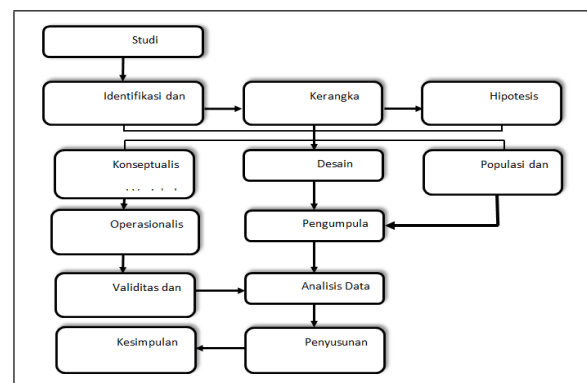 Studi
Identifikasi dan
Kerangka
Hipotesis
Konseptualis
Desain
Populasi dan
Operasionalis
Pengumpula
Validitas dan
Analisis Data
Kesimpulan
Penyusunan